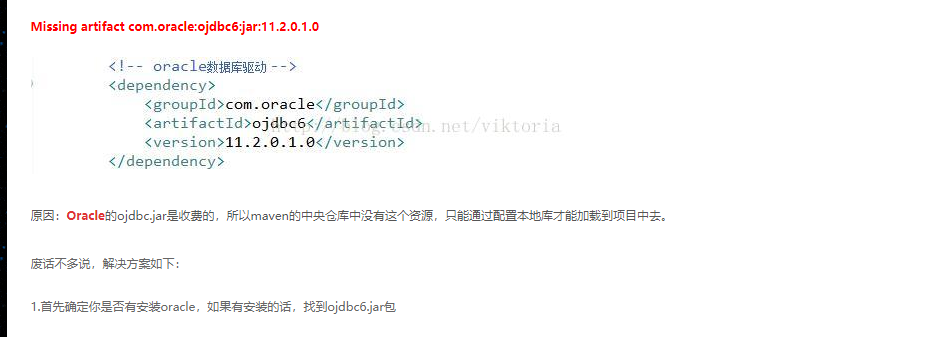 Missing artifact com.oracle:ojdbc6:jar:11.2.0.1.0
<!-- oracle数据库驱动 -->
<dependency>
<groupId>com.oracle</groupId>
<artifactId>ojdbc6</artifactId>
http://blog.csdn.net/viktoria
<version>11.2.0.1.0</version>
</dependency>
原因：Oracle的ojdbc.jar是收费的，所以maven的中央仓库中没有这个资源，只能通过配置本地库才能加载到项目中去。
废话不多说，解决方案如下：
1.首先确定你是否有安装oracle，如果有安装的话，找到ojdbc6.jar包